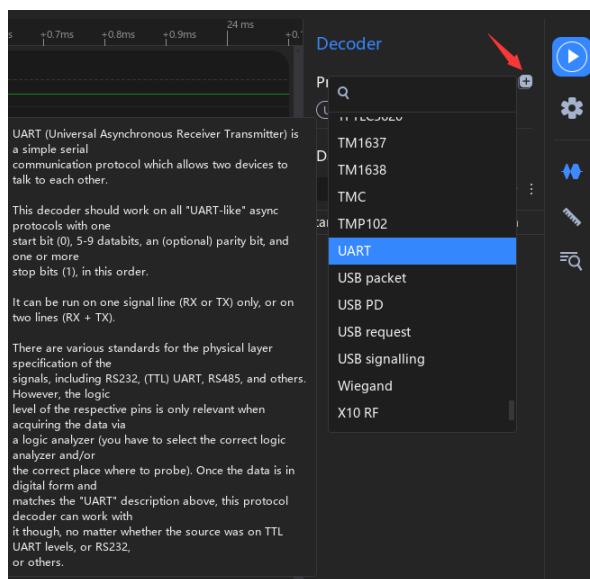 24 ms
+0.7ms
+0.8ms
+0.9ms
Decoder
TM1637
TM1638
TMC
TMP102
UART
USB packet
USB PD
USB request
USB signalling
Wiegand
X10 RF
UART (Universal Asynchronous Receiver Transmitter) is
a simple serial
communication protocol which allows two devices to
talk to each other.
This decoder should work on all "UART-like" async
protocols with one
start bit (0), 5-9 databits, an (optional) parity bit, and
one or more
stop bits (1), in this order.
It can be run on one signal line (RX or TX) only, or on
two lines (RX + TX).
There are various standards for the physical layer
specification of the
signals, including RS232, (TTL) UART, RS485, and others.
However, the logic
level of the respective pins is only relevant when
acquiring the data via
a logic analyzer (you have to select the correct logic
analyzer and/or
the correct place where to probe). Once the data is in
digital form and
matches the "UART" description above, this protocol
decoder can work with
it though, no matter whether the source was on TTL
UART levels, or RS232,
or others.